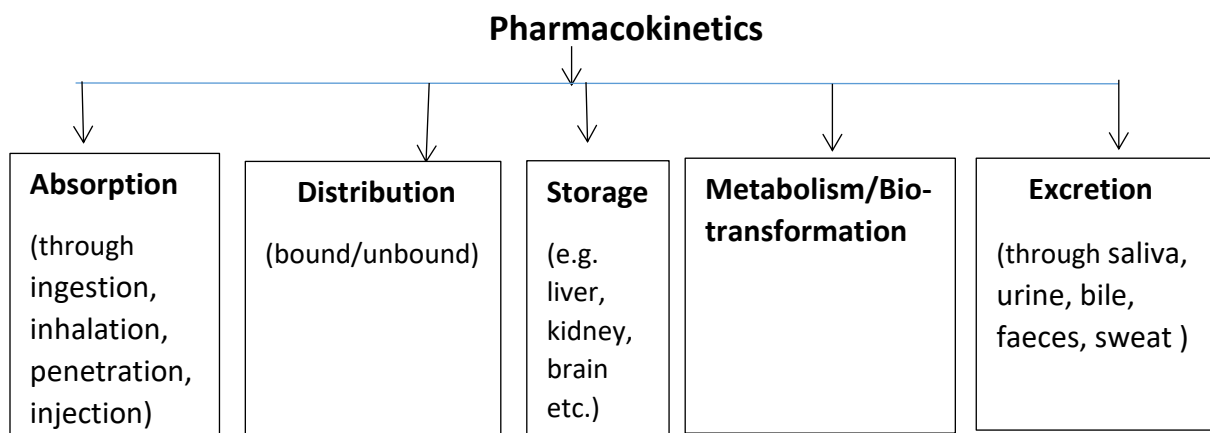 Pharmacokinetics
Absorption
(through
ingestion,
inhalation,
penetration,
injection)
Distribution
(bound/unbound)
Storage
(e.g.
liver,
kidney,
brain
etc.)
Metabolism/Bio-
transformation
Excretion
(through saliva,
urine, bile,
faeces, sweat )